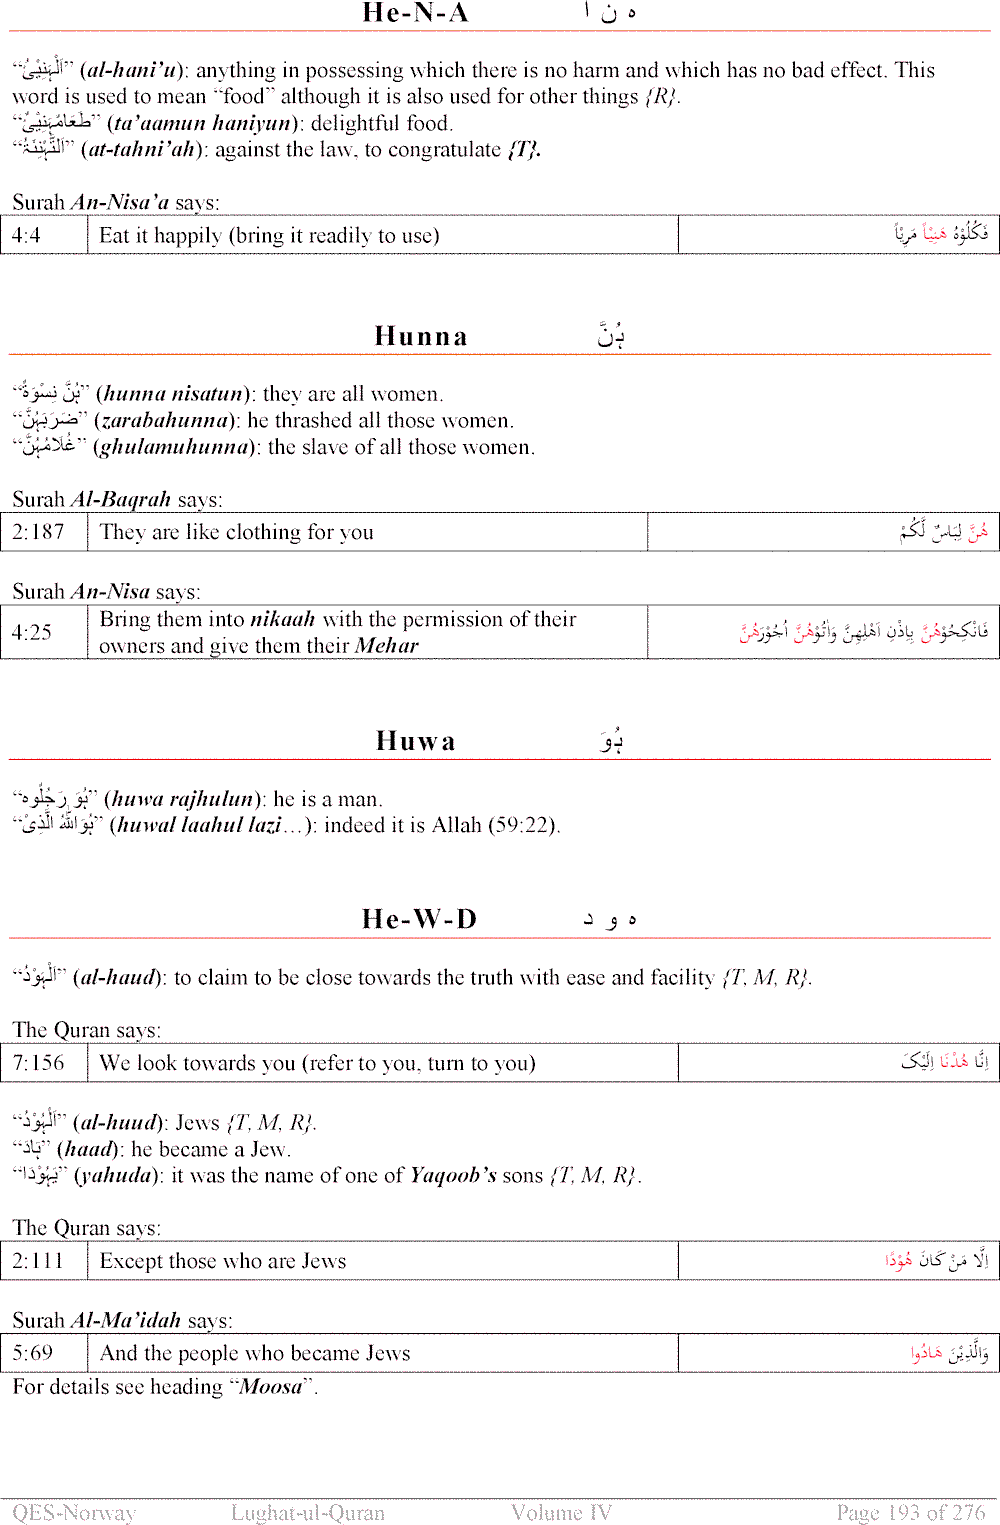 He-N-A ه ن ا
“اَلْہَنِیْیُٔ” (al-hani’u): anything in possessing which there is no harm and which has no bad effect. This
word is used to mean “food” although it is also used for other things {R}.
“طَعَامٌہَنِیْیٌٔ” (ta’aamun haniyun): delightful food.
“اَلتَّہْنِئَۃُ” (at-tahni’ah): against the law, to congratulate {T}.
Surah An-Nisa’a says:
4:4 Eat it happily (bring it readily to use) فَكُلُوْهُ هَنِيْـًٔا مَرِيْـًٔا
Hunna ہُنَّ
“ہُنَّ نِسْوَۃٌ” (hunna nisatun): they are all women.
“ضَرَبَہُنَّ” (zarabahunna): he thrashed all those women.
“غُلَامُہُنَّ” (ghulamuhunna): the slave of all those women.
Surah Al-Baqrah says:
2:187 They are like clothing for you هُنَّ لِبَاسٌ لَّكُمْ
Surah An-Nisa says:
4:25 Bring them into nikaah with the permission of their
owners and give them their Mehar فَانْكِحُوْهُنَّ بِاِذْنِ اَهْلِهِنَّ وَاٰتُوْهُنَّ اُجُوْرَهُنَّ
Huwa ہُوَ
“ہُوَ رَجُلٌ” (huwa rajhulun): he is a man.
“ہُوَاللّٰہُ الَّذِیْ” (huwal laahul lazi…): indeed it is Allah (59:22).
He-W-D ه و د
“اَلْہَوْدُ” (al-haud): to claim to be close towards the truth with ease and facility {T, M, R}.
The Quran says:
7:156 We look towards you (refer to you, turn to you) اِنَّا هُدْنَا اِلَیْکَ
“اَلْہُوْدُ” (al-huud): Jews {T, M, R}.
“ہَادَ” (haad): he became a Jew.
“یَہُوْدَا” (yahuda): it was the name of one of Yaqoob’s sons {T, M, R}.
The Quran says:
2:111 Except those who are Jews اِلَّا مَنْ كَانَ هُوْدًا
Surah Al-Ma’idah says:
5:69 And the people who became Jews وَالَّذِيْنَ هَادُوا
For details see heading “Moosa”.
QES-Norway Lughat-ul-Quran Volume IV Page 193 of 276